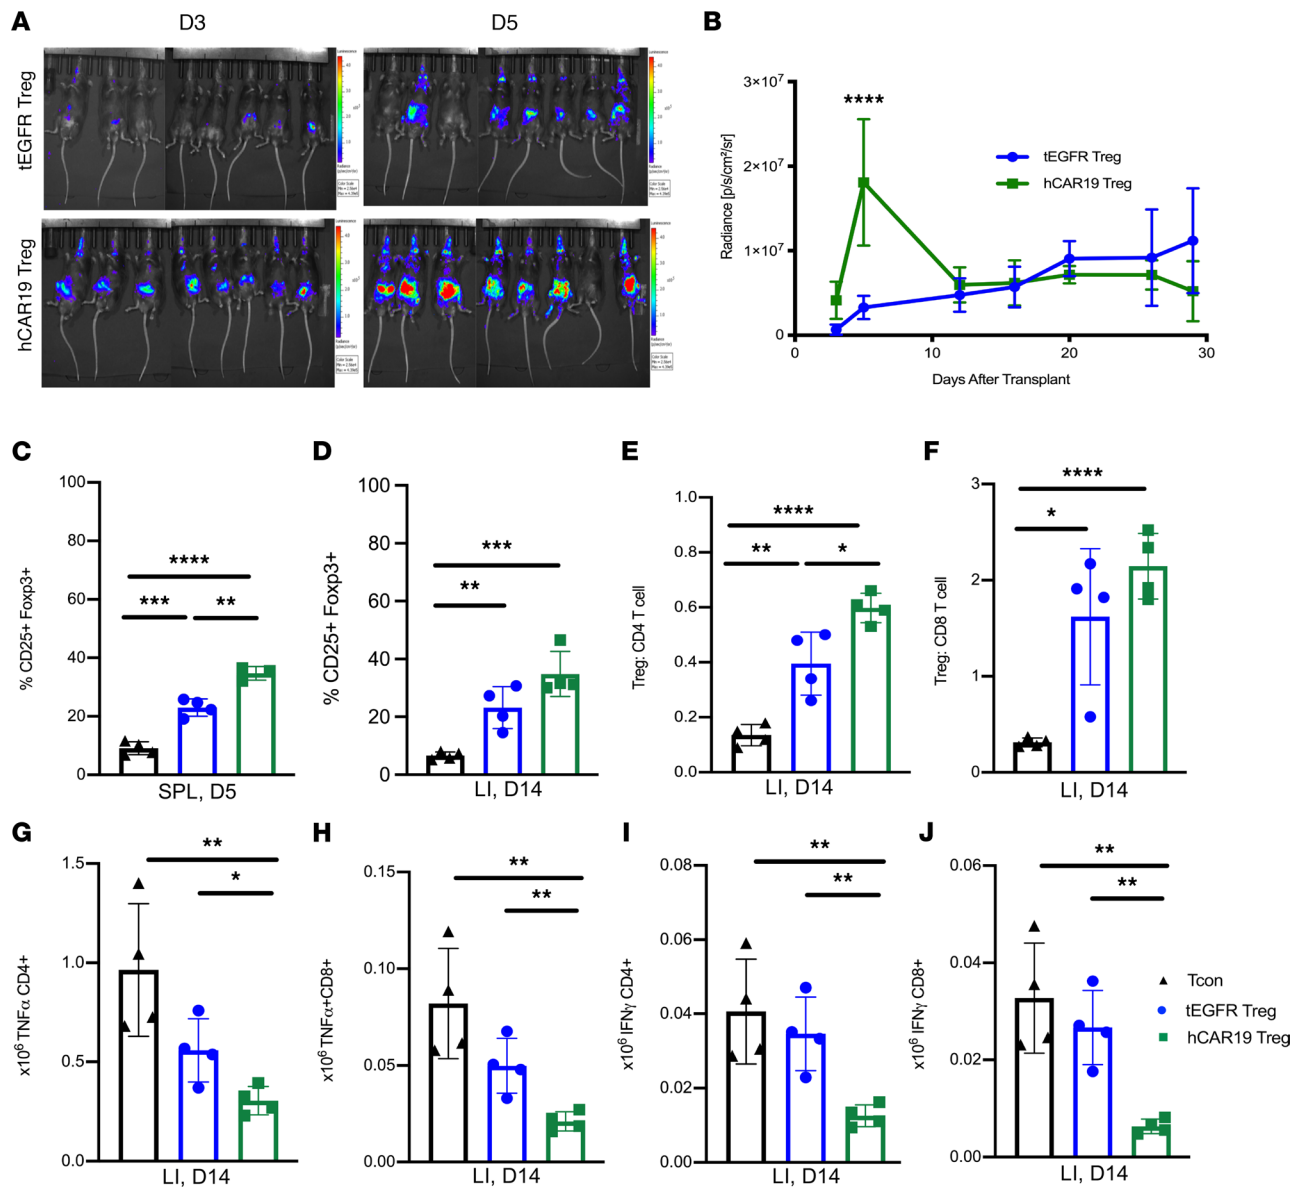 A
D3
D5
tEGFR Treg
hCAR19 Treg
B
3×10⁷
2×10⁷
1×10⁷
0
Radiance [p/s/cm²/sr]
****
tEGFR Treg
hCAR19 Treg
0
10
20
30
Days After Transplant
C
% CD25+ Foxp3+
100
80
60
40
20
0
****
***
**
SPL, D5
D
% CD25+ Foxp3+
100
80
60
40
20
0
***
**
LI, D14
E
Treg: CD4 T cell
1.0
0.8
0.6
0.4
0.2
0.0
****
**
*
LI, D14
F
Treg: CD8 T cell
3
2
1
0
****
*
LI, D14
G
x10⁶ TNFα CD4+
1.5
1.0
0.5
0.0
**
*
LI, D14
H
x10⁶ TNFα+CD8+
0.15
0.10
0.05
0.00
**
**
LI, D14
I
x10⁶ IFNγ CD4+
0.08
0.06
0.04
0.02
0.00
**
**
LI, D14
J
x10⁶ IFNγ CD8+
0.06
0.04
0.02
0.00
**
**
LI, D14
Tcon
tEGFR Treg
hCAR19 Treg